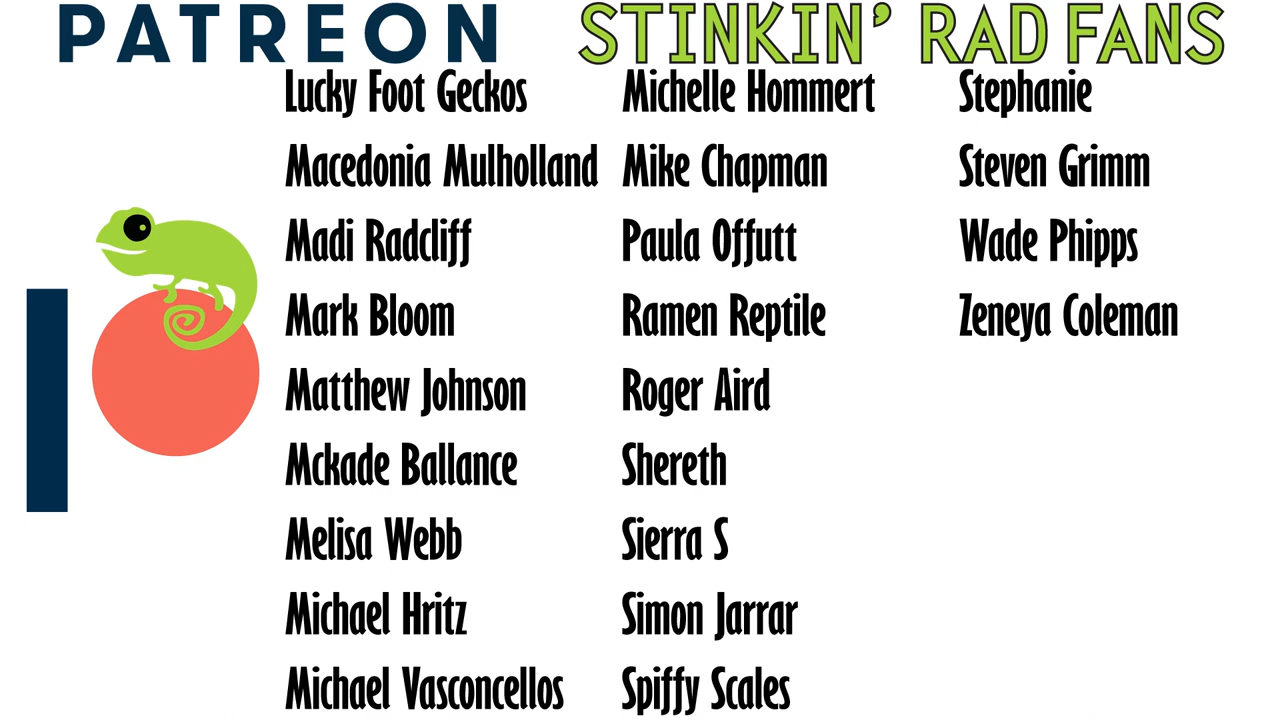 PATREON STINKIN' RAD FANS
Lucky Foot Geckos
Macedonia Mulholland
Madi Radcliff
Mark Bloom
Matthew Johnson
Mckade Ballance
Melisa Webb
Michael Hritz
Michael Vasconcellos
Michelle Hommert
Mike Chapman
Paula Offutt
Ramen Reptile
Roger Aird
Shereth
Sierra S
Simon Jarrar
Spiffy Scales
Stephanie
Steven Grimm
Wade Phipps
Zeneya Coleman